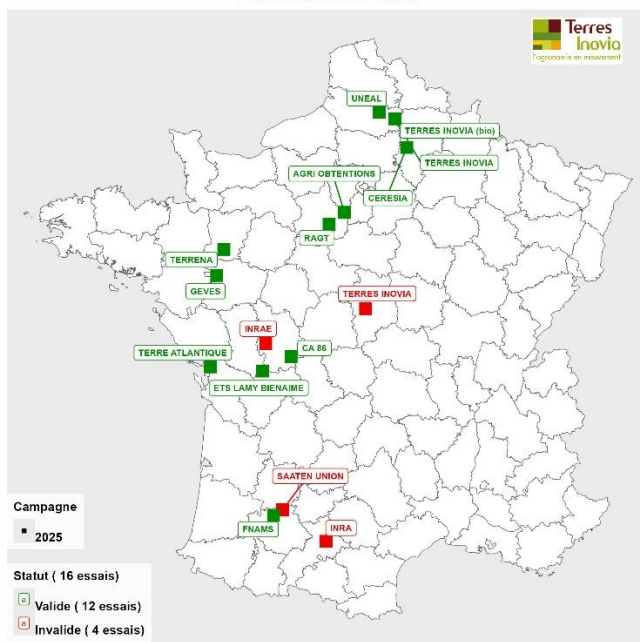 Terres
Inovia
l'agronomie en mouvement
UNEAL
TERRES INOVIA (bio)
AGRI OBTENTIONS
TERRES INOVIA
CERESIA
RAGT
TERRENA
GEVES
TERRES INOVIA
INRAE
CA 86
TERRE ATLANTIQUE
ETS LAMY BIENAIME
SAATEN UNION
FNAMS
INRA
Campagne
2025
Statut ( 16 essais)
a Valide ( 12 essais)
a Invalide ( 4 essais)